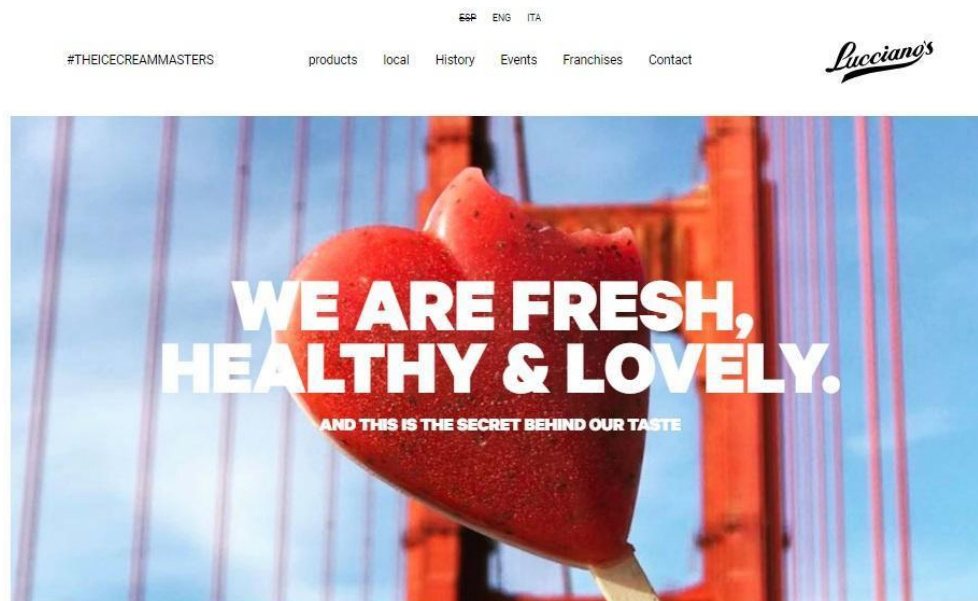 ESP ENG ITA
#THEICECREAMMASTERS products local History Events Franchises Contact Lucciano's
WE ARE FRESH,
HEALTHY & LOVELY.
AND THIS IS THE SECRET BEHIND OUR TASTE